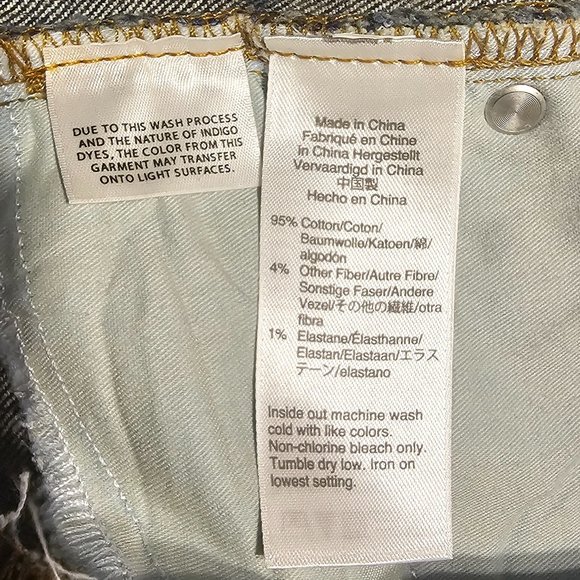 DUE TO THIS WASH PROCESS
AND THE NATURE OF INDIGO
DYES, THE COLOR FROM THIS
GARMENT MAY TRANSFER
ONTO LIGHT SURFACES.
Made in China
Fabriqué en Chine
in China Hergestellt
Vervaardigd in China
中国製
Hecho en China
95% Cotton/Coton/
Baumwolle/Katoen/綿/
algodón
4% Other Fiber/Autre Fibre/
Sonstige Faser/Andere
Vezel/その他の繊維/otra
fibra
1% Elastane/Élasthanne/
Elastan/Elastaan/エラス
テーン/elastano
Inside out machine wash
cold with like colors.
Non-chlorine bleach only.
Tumble dry low. Iron on
lowest setting.